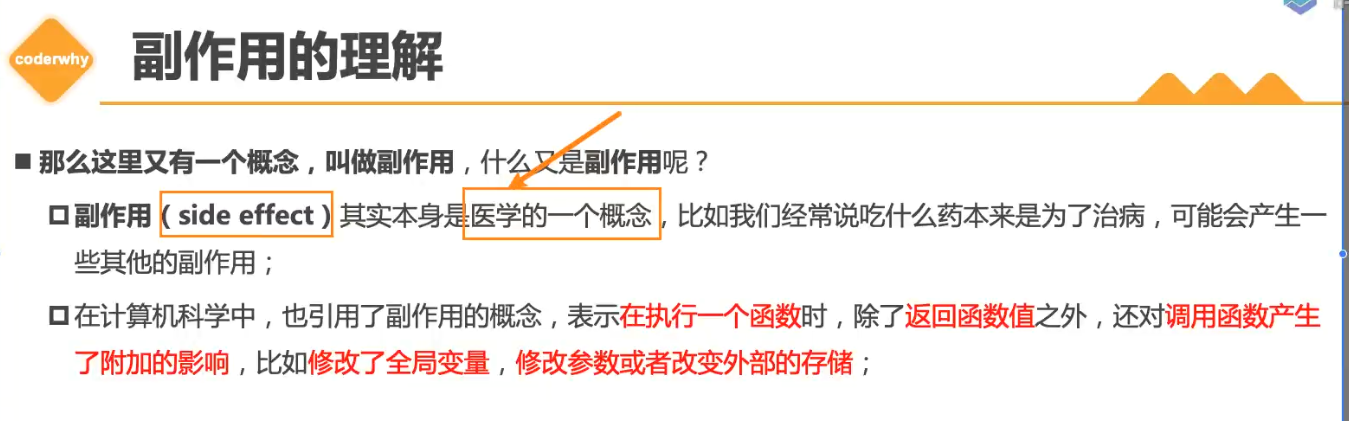 coderwhy
副作用的理解
■ 那么这里又有一个概念，叫做副作用，什么又是副作用呢？
副作用（side effect）其实本身是医学的一个概念，比如我们经常说吃什么药本来是为了治病，可能会产生一
些其他的副作用；
在计算机科学中，也引用了副作用的概念，表示在执行一个函数时，除了返回函数值之外，还对调用函数产生
了附加的影响，比如修改了全局变量，修改参数或者改变外部的存储；